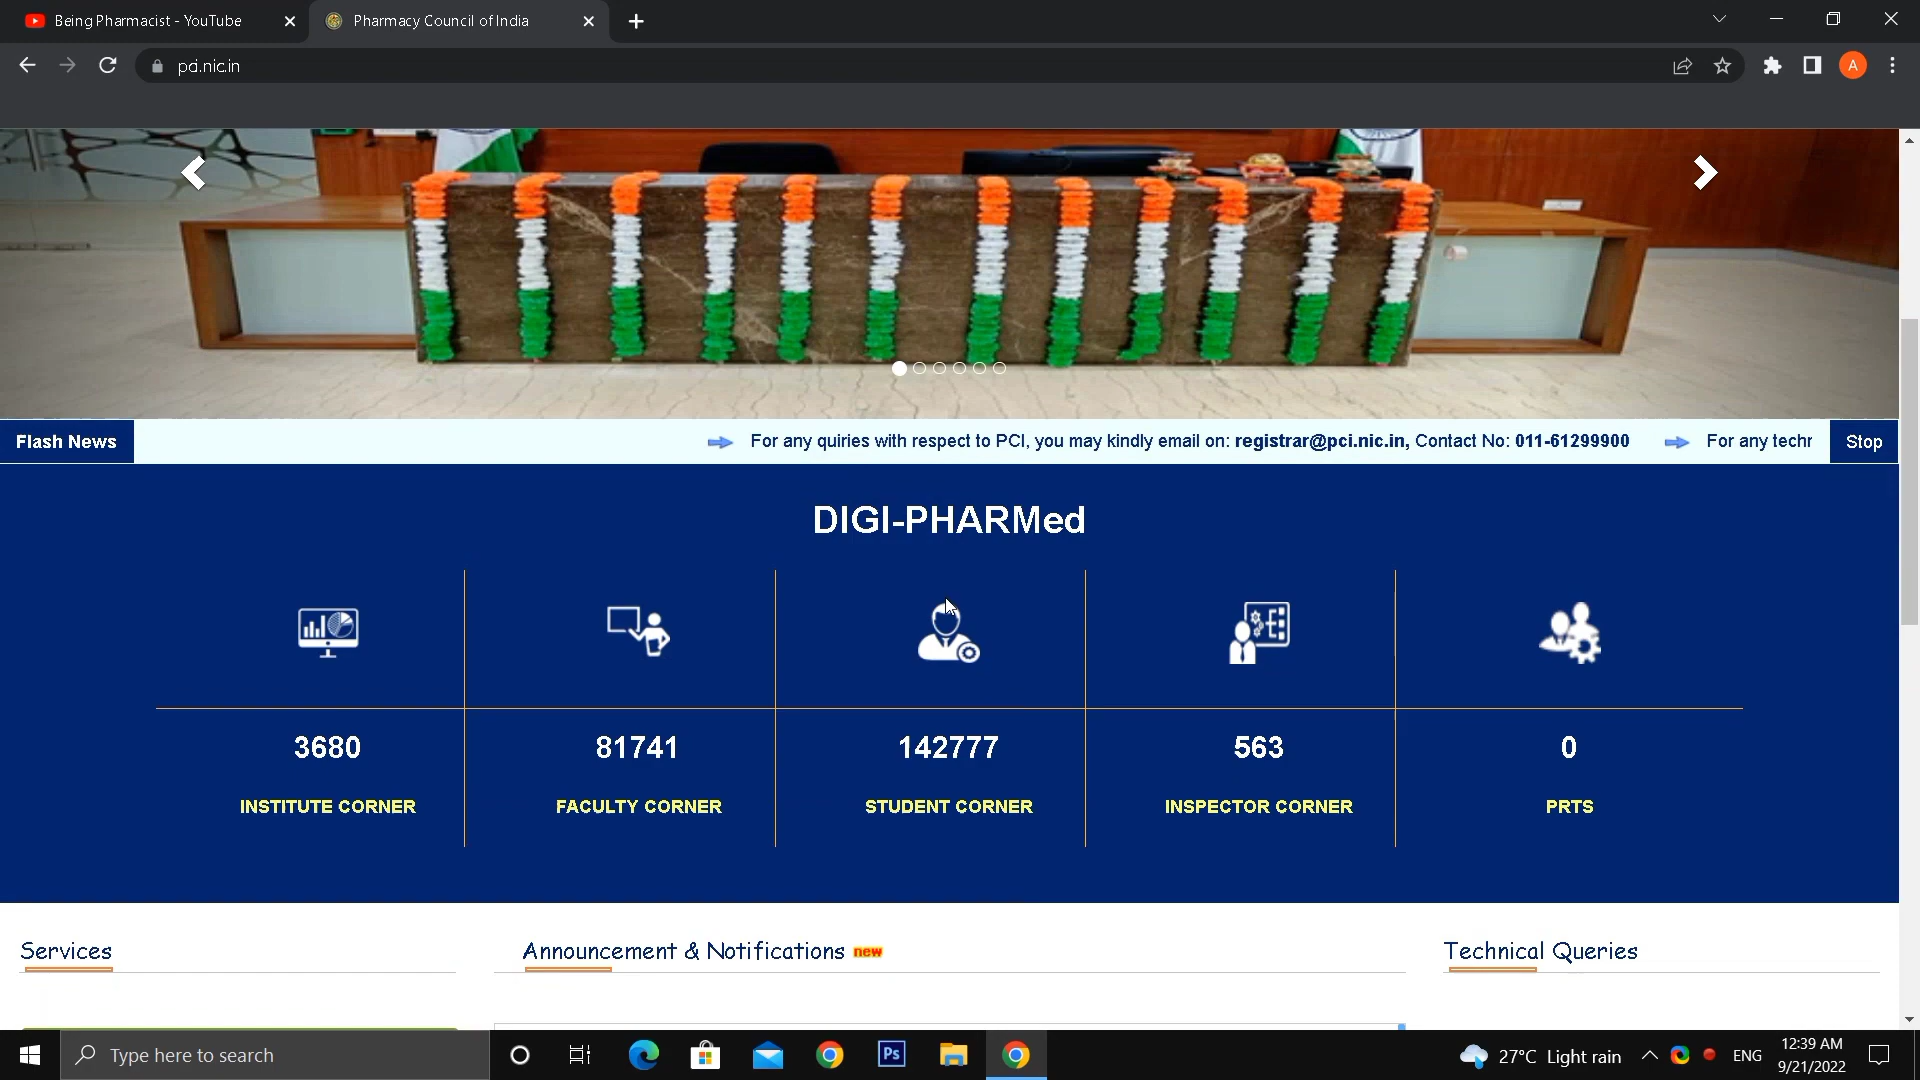 Being Pharmacist - YouTube
Pharmacy Council of India
pci.nic.in
A
Flash News
For any quiries with respect to PCI, you may kindly email on: registrar@pci.nic.in, Contact No: 011-61299900
For any techr
Stop
DIGI-PHARMed
3680
81741
142777
563
0
INSTITUTE CORNER
FACULTY CORNER
STUDENT CORNER
INSPECTOR CORNER
PRTS
Services
Announcement & Notifications new
Technical Queries
Type here to search
Ps
27°C Light rain
ENG
12:39 AM
9/21/2022